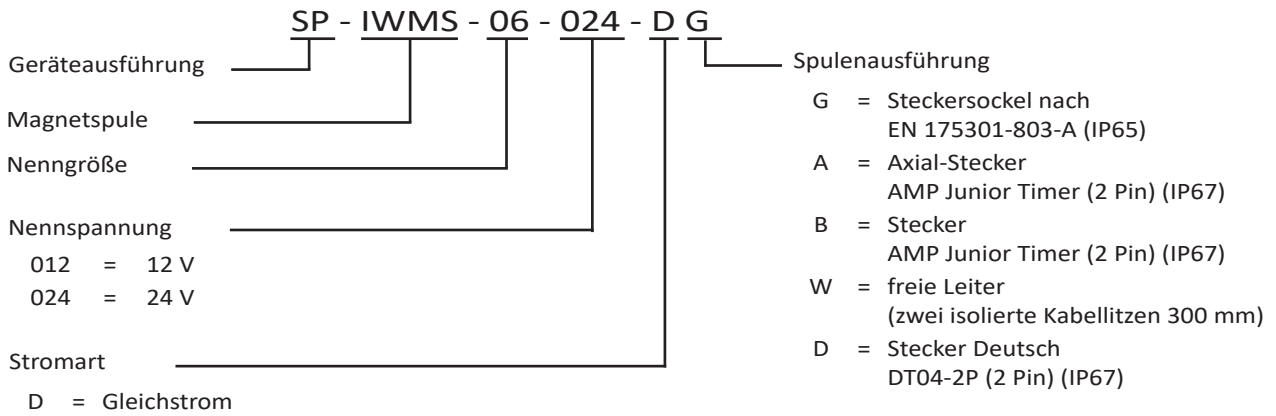 SP - IWMS - 06 - 024 - D G
Geräteausführung
Magnetspule
Nenngröße
Nennspannung
012 = 12 V
024 = 24 V
Stromart
D = Gleichstrom
Spulenausführung
G = Steckersockel nach
EN 175301-803-A (IP65)
A = Axial-Stecker
AMP Junior Timer (2 Pin) (IP67)
B = Stecker
AMP Junior Timer (2 Pin) (IP67)
W = freie Leiter
(zwei isolierte Kabellitzen 300 mm)
D = Stecker Deutsch
DT04-2P (2 Pin) (IP67)